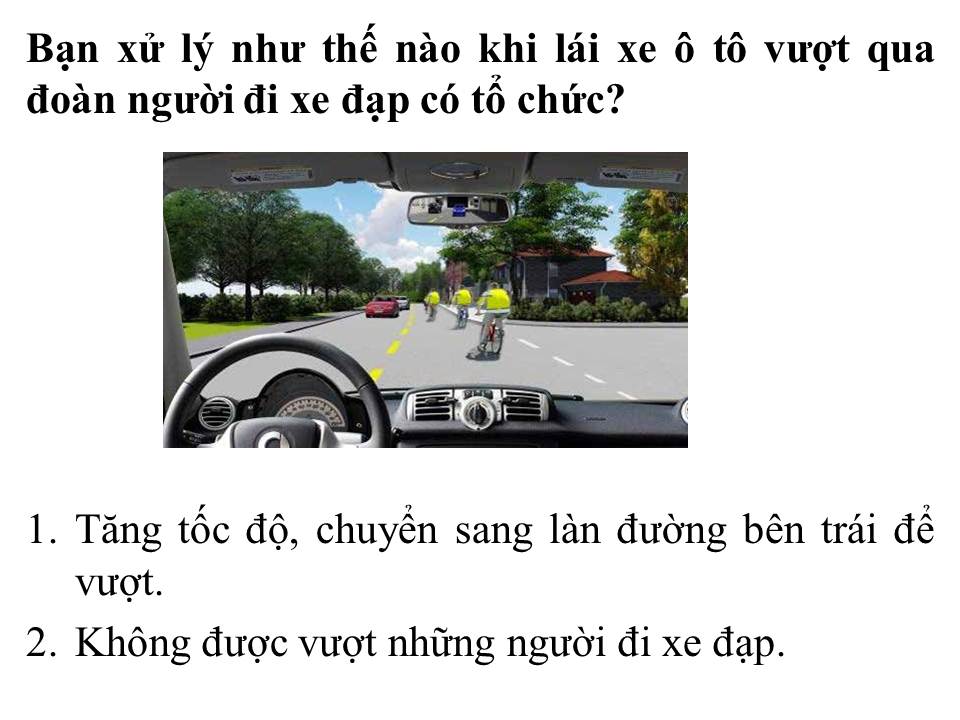 Bạn xử lý như thế nào khi lái xe ô tô vượt qua
đoàn người đi xe đạp có tổ chức?
1. Tăng tốc độ, chuyển sang làn đường bên trái để
vượt.
2. Không được vượt những người đi xe đạp.